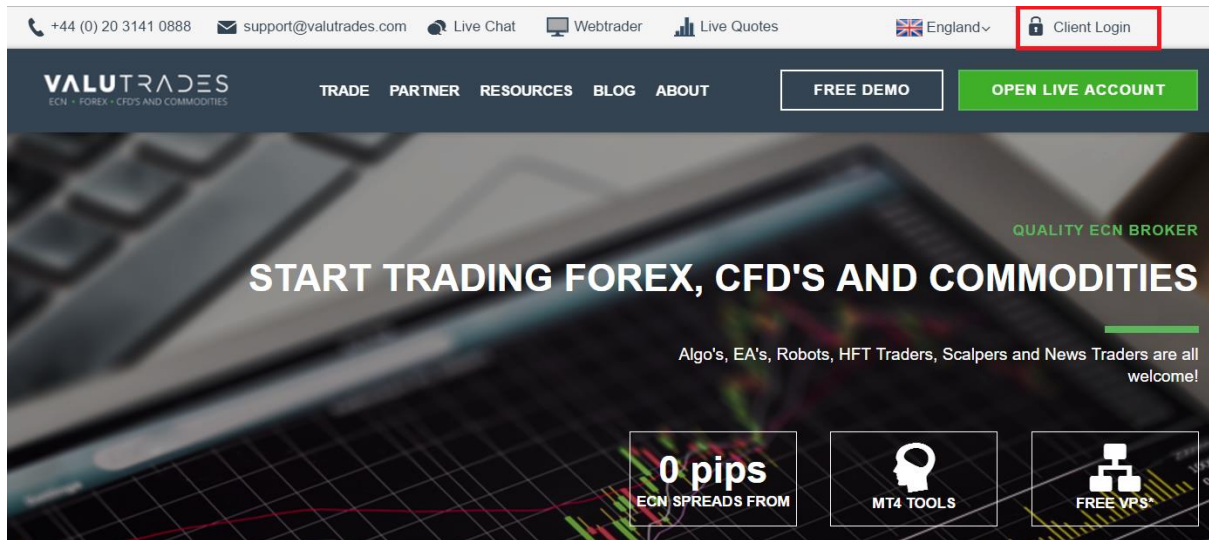 +44 (0) 20 3141 0888 support@valutrades.com Live Chat Webtrader Live Quotes England Client Login
VALUTRADES
ECN • FOREX • CFD'S AND COMMODITIES
TRADE PARTNER RESOURCES BLOG ABOUT FREE DEMO OPEN LIVE ACCOUNT
QUALITY ECN BROKER
START TRADING FOREX, CFD'S AND COMMODITIES
Algo's, EA's, Robots, HFT Traders, Scalpers and News Traders are all
welcome!
0 pips
ECN SPREADS FROM MT4 TOOLS FREE VPS*